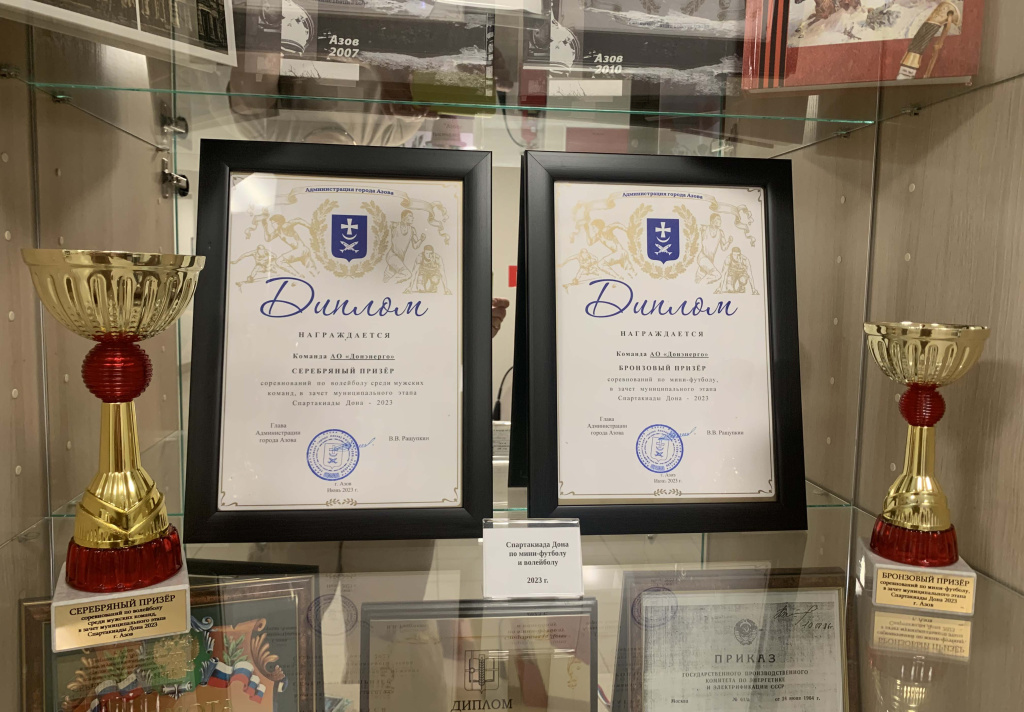 Азов
2007
Азов
2010
Администрация города Азова
Диплом
НАГРАЖДАЕТСЯ
Команда АО «Донэнерго»
СЕРЕБРЯНЫЙ ПРИЗЁР
соревнований по волейболу среди мужских
команд, в зачет муниципального этапа
Спартакиады Дона - 2023
Глава
Администрации
города Азова
В.В. Ращупкин
г. Азов
Июнь 2023 г.
Администрация города Азова
Диплом
НАГРАЖДАЕТСЯ
Команда АО «Донэнерго»
БРОНЗОВЫЙ ПРИЗЁР
соревнований по мини-футболу,
в зачет муниципального этапа
Спартакиады Дона - 2023
Глава
Администрации
города Азова
В.В. Ращупкин
г. Азов
Июнь 2023 г.
Спартакиада Дона
по мини-футболу
и волейболу
2023 г.
СЕРЕБРЯНЫЙ ПРИЗЁР
соревнований по волейболу
среди мужских команд,
в зачет муниципального этапа
Спартакиады Дона 2023
г. Азов
БРОНЗОВЫЙ ПРИЗЁР
соревнований по мини-футболу,
в зачет муниципального этапа
Спартакиады Дона 2023
г. Азов
ДИПЛОМ
ПРИКАЗ
ГОСУДАРСТВЕННОГО ПРОИЗВОДСТВЕННОГО
КОМИТЕТА ПО ЭНЕРГЕТИКЕ
И ЭЛЕКТРИФИКАЦИИ СССР
Москва